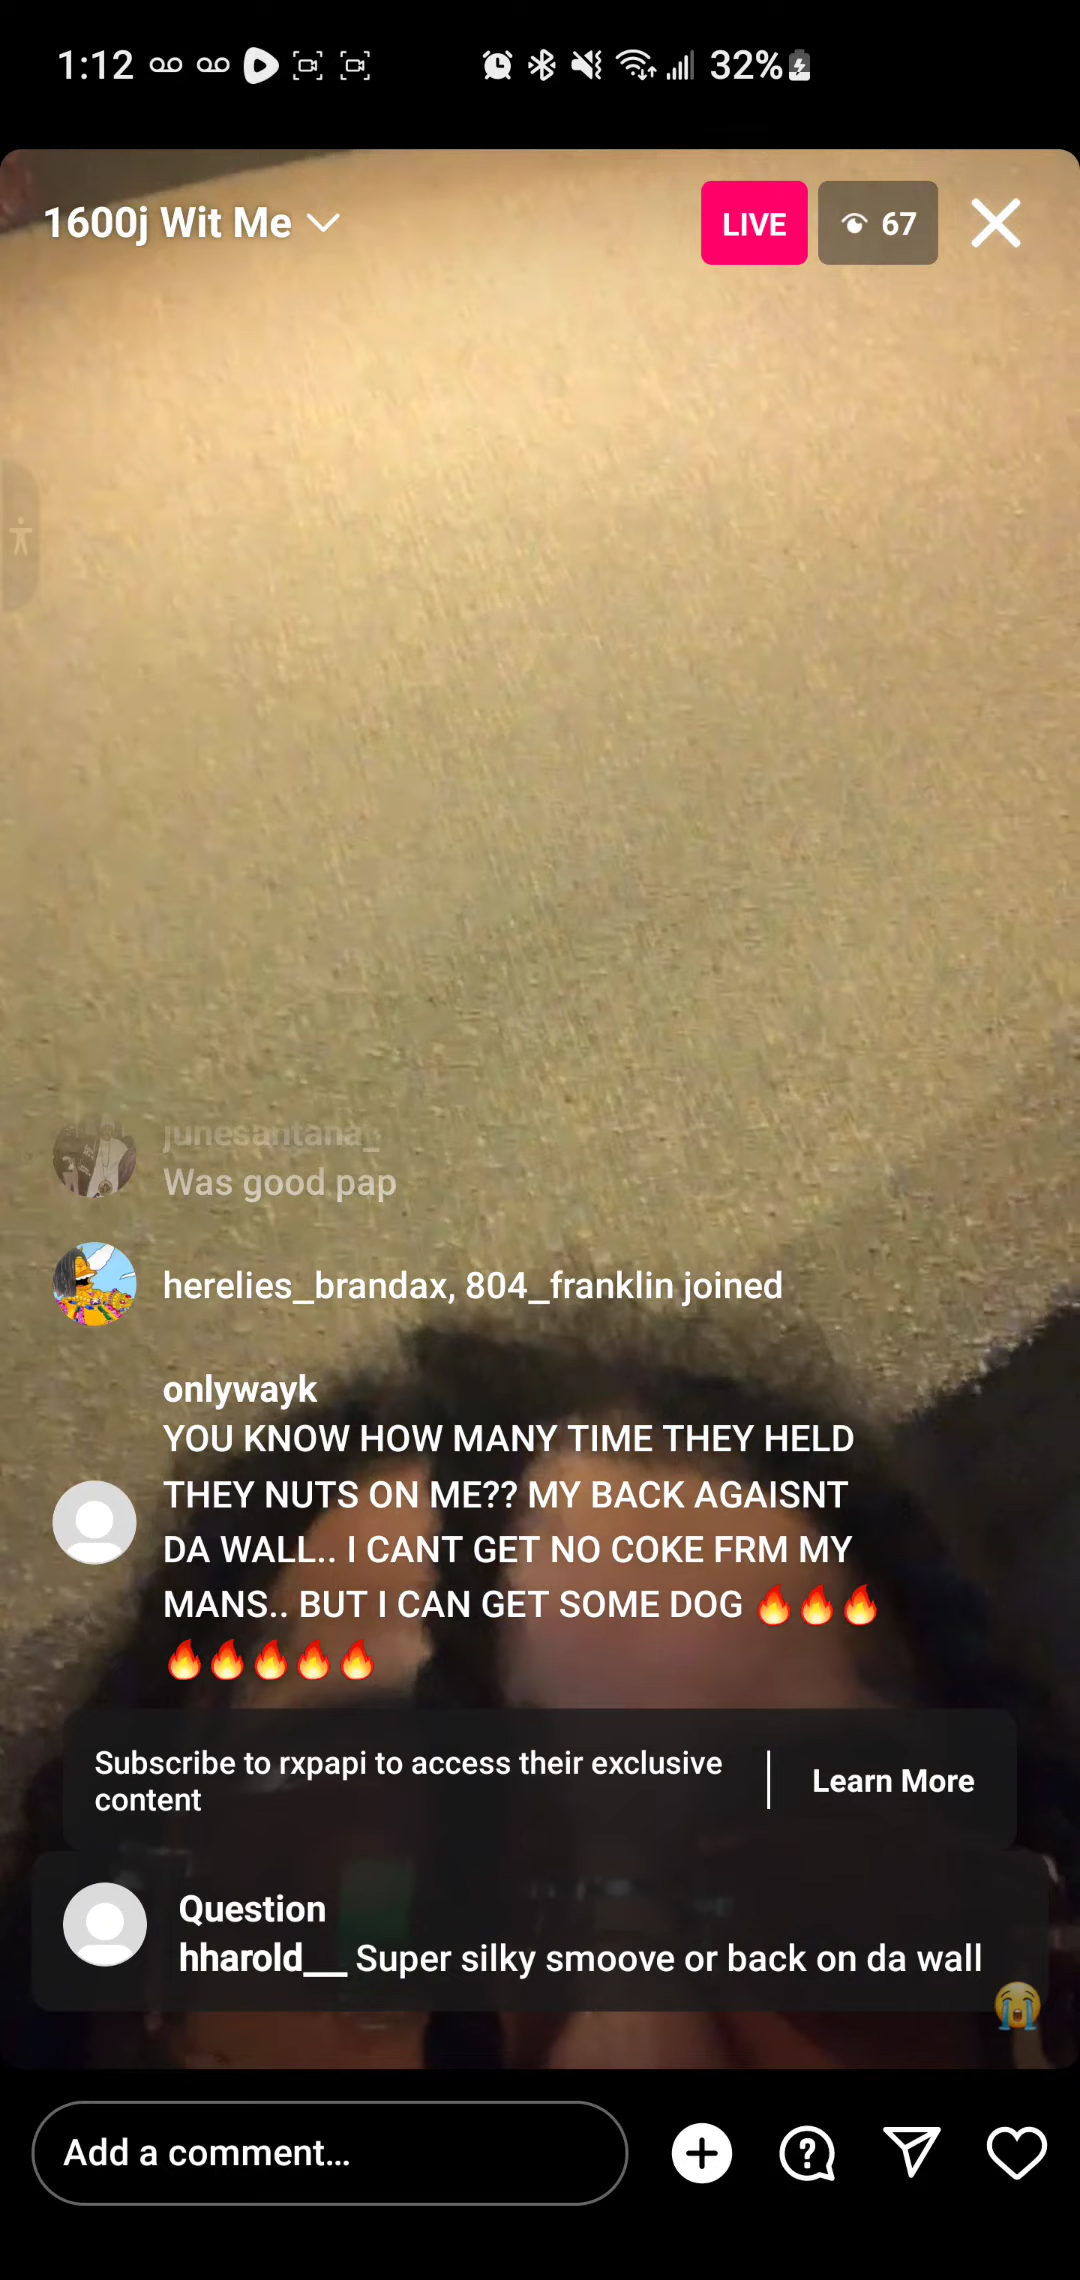 1:12
32%
1600j Wit Me
LIVE
67
junesantana_
Was good pap
herelies_brandax, 804_franklin joined
onlywayk
YOU KNOW HOW MANY TIME THEY HELD
THEY NUTS ON ME?? MY BACK AGAISNT
DA WALL.. I CANT GET NO COKE FRM MY
MANS.. BUT I CAN GET SOME DOG 🔥🔥🔥
🔥🔥🔥🔥🔥
Subscribe to rxpapi to access their exclusive
content
Learn More
Question
hharold__ Super silky smoove or back on da wall
😭
Add a comment...